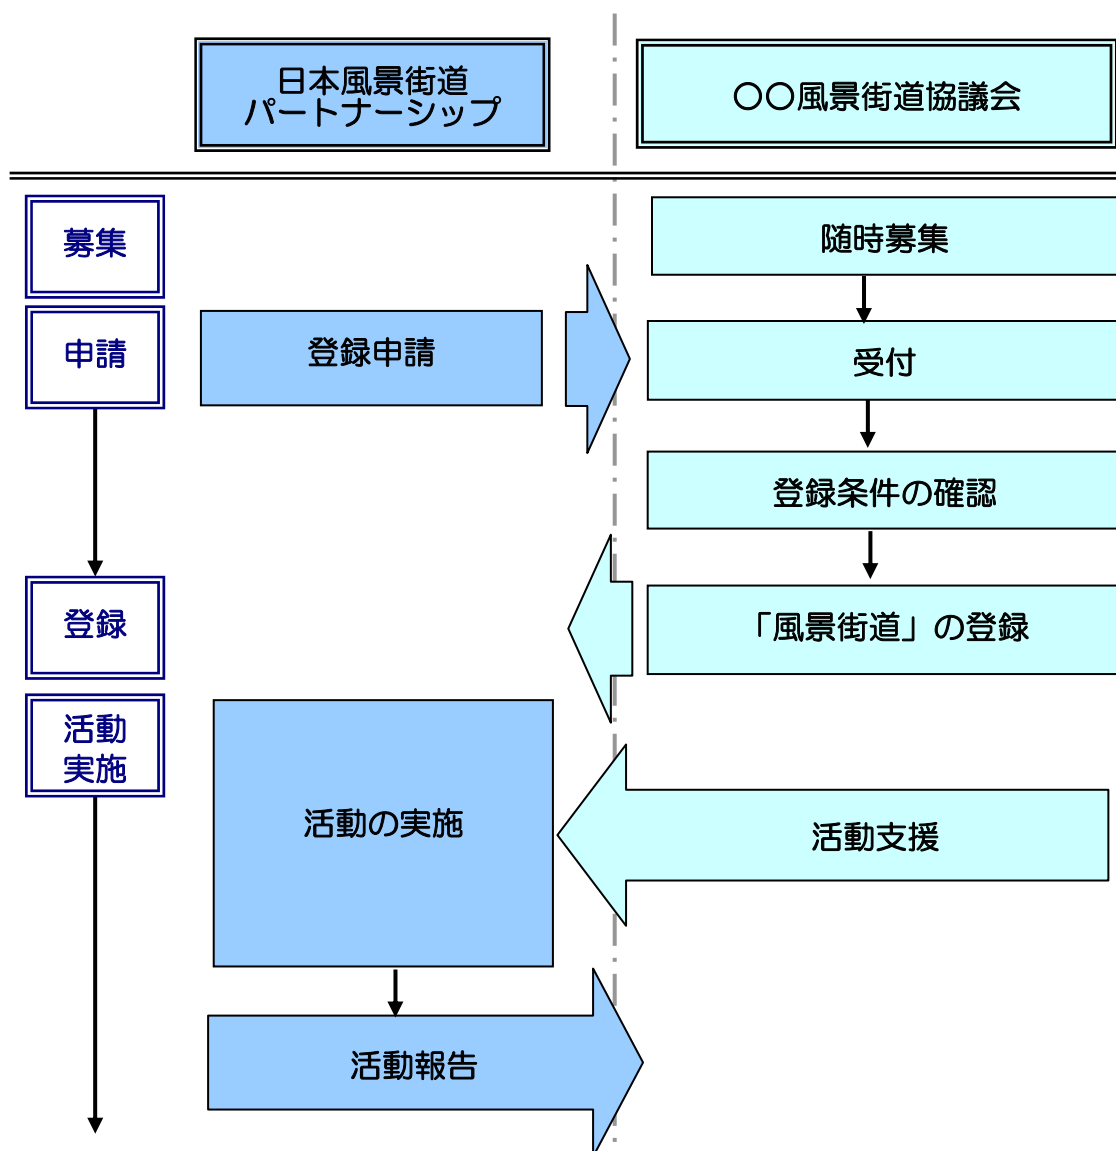 日本風景街道
パートナーシップ
〇〇風景街道協議会
募集
随時募集
申請
登録申請
受付
登録条件の確認
登録
「風景街道」の登録
活動
実施
活動の実施
活動支援
活動報告